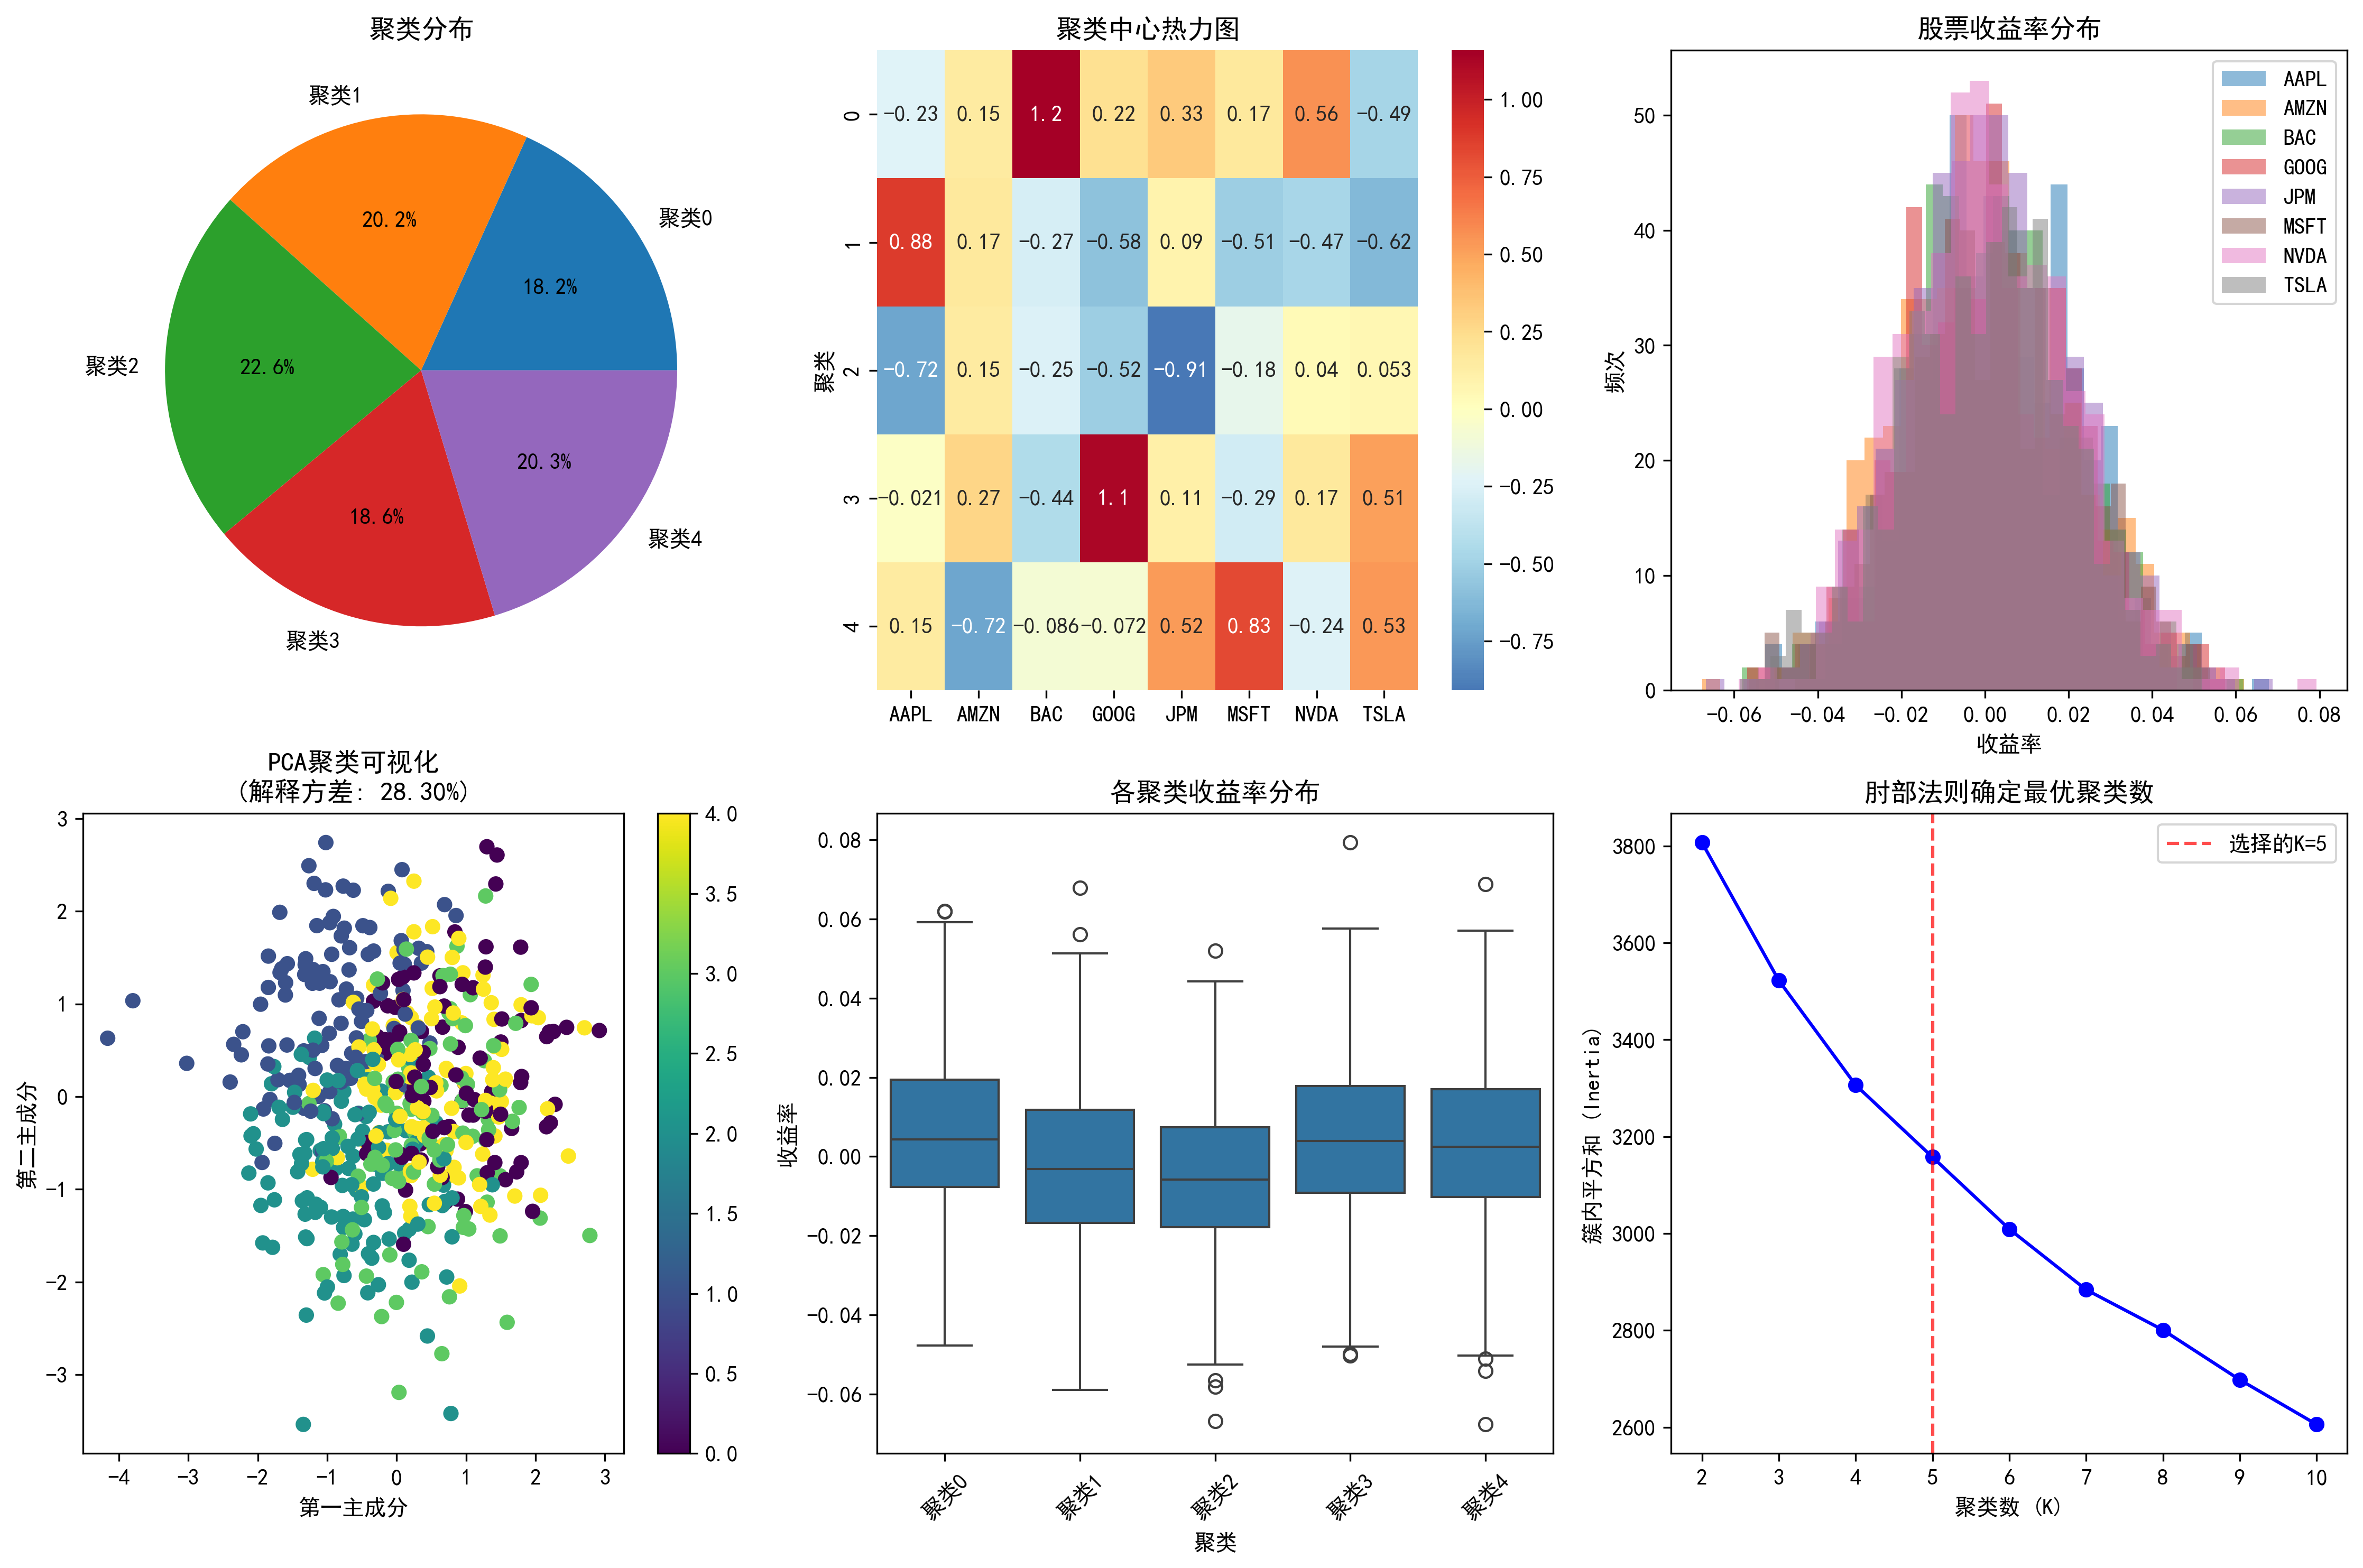 聚类分布
聚类0
聚类1
聚类2
聚类3
聚类4
18.2%
20.2%
22.6%
18.6%
20.3%
聚类中心热力图
聚类
0
1
2
3
4
−0.23 0.15 1.2 0.22 0.33 0.17 0.56 −0.49
0.88 0.17 −0.27 −0.58 0.09 −0.51 −0.47 −0.62
−0.72 0.15 −0.25 −0.52 −0.91 −0.18 0.04 0.053
−0.021 0.27 −0.44 1.1 0.11 −0.29 0.17 0.51
0.15 −0.72 −0.086 −0.072 0.52 0.83 −0.24 0.53
AAPL AMZN BAC GOOG JPM MSFT NVDA TSLA
1.00
0.75
0.50
0.25
0.00
−0.25
−0.50
−0.75
股票收益率分布
AAPL
AMZN
BAC
GOOG
JPM
MSFT
NVDA
TSLA
频次
50
40
30
20
10
0
−0.06 −0.04 −0.02 0.00 0.02 0.04 0.06 0.08
收益率
PCA聚类可视化
(解释方差: 28.30%)
第二主成分
3
2
1
0
−1
−2
−3
−4 −3 −2 −1 0 1 2 3
第一主成分
4.0
3.5
3.0
2.5
2.0
1.5
1.0
0.5
0.0
各聚类收益率分布
收益率
0.08
0.06
0.04
0.02
0.00
−0.02
−0.04
−0.06
聚类0 聚类1 聚类2 聚类3 聚类4
聚类
肘部法则确定最优聚类数
选择的K=5
簇内平方和 (Inertia)
3800
3600
3400
3200
3000
2800
2600
2 3 4 5 6 7 8 9 10
聚类数 (K)